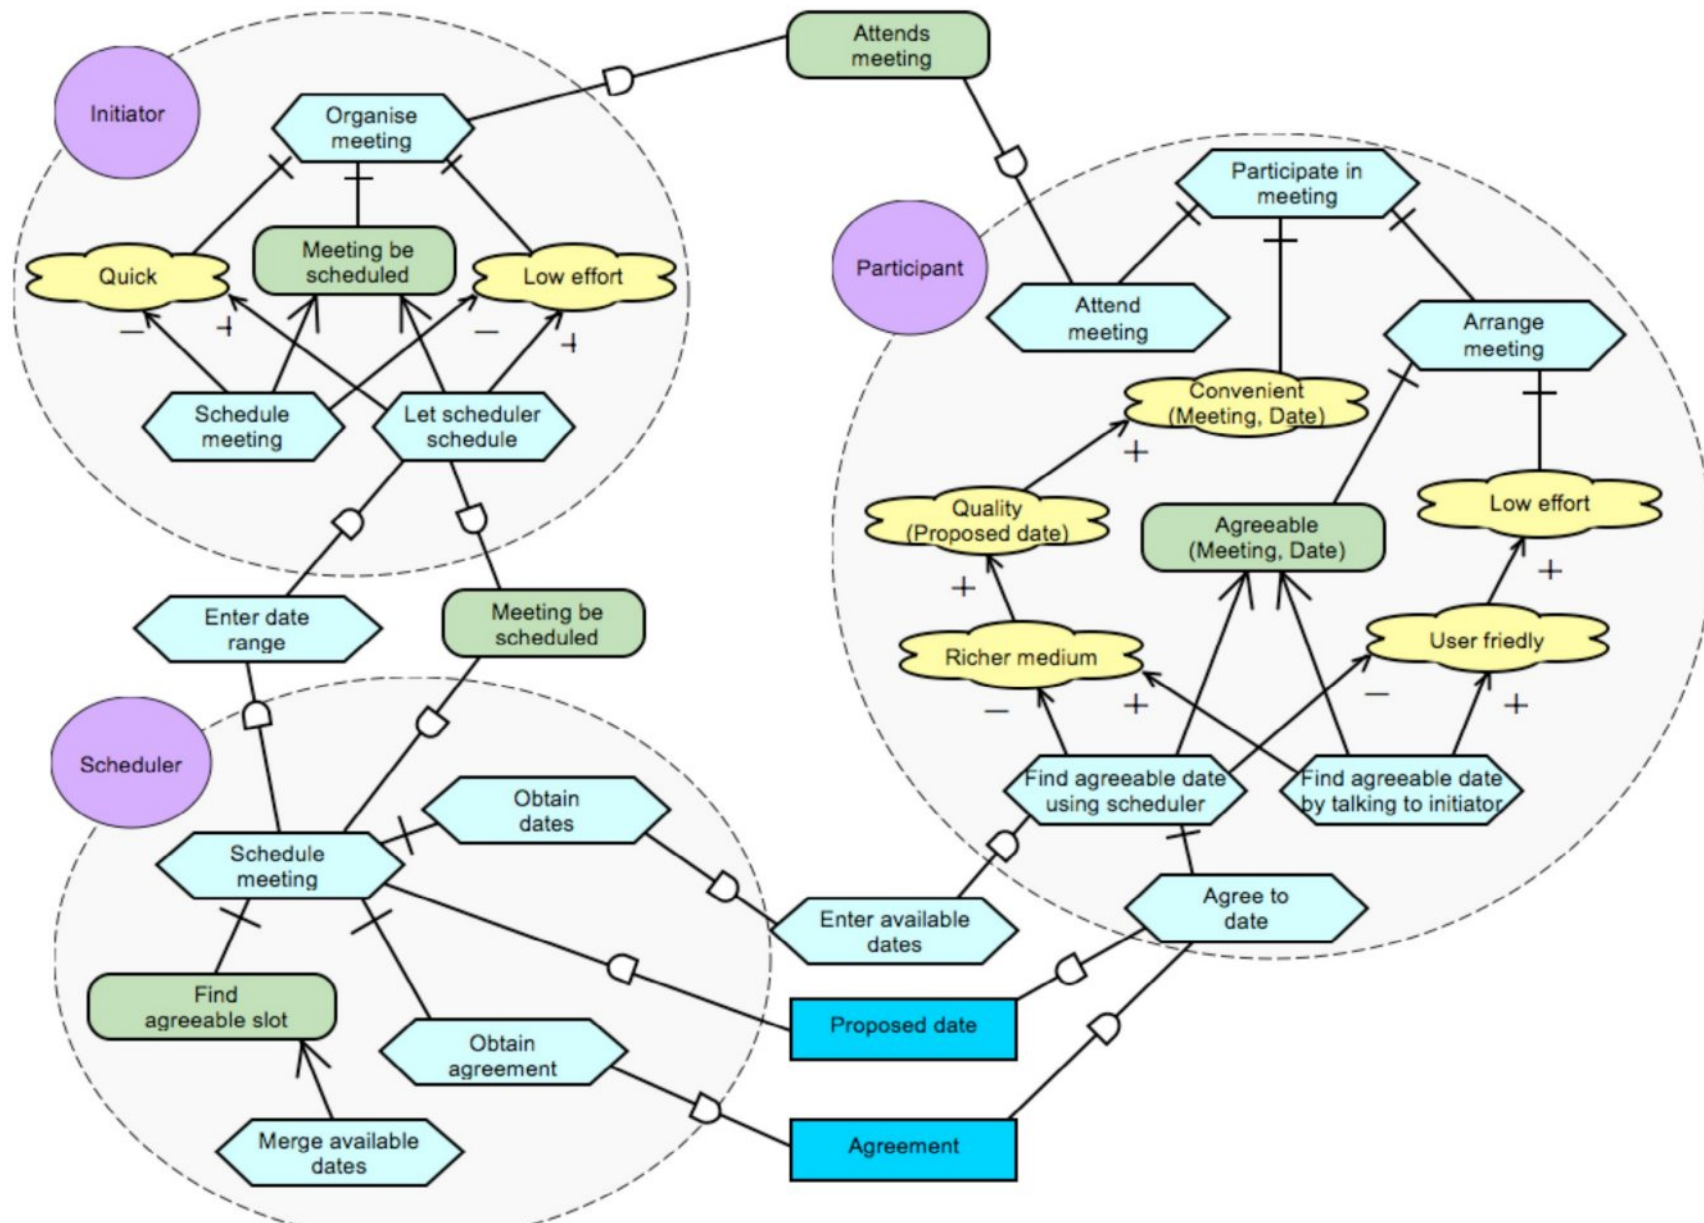 Attends
meeting
Initiator
Organise
meeting
Participate in
meeting
Quick
Meeting be
scheduled
Low effort
Participant
Attend
meeting
Arrange
meeting
−
+
−
+
Schedule
meeting
Let scheduler
schedule
Convenient
(Meeting, Date)
+
Quality
(Proposed date)
Agreeable
(Meeting, Date)
Low effort
+
+
Enter date
range
Meeting be
scheduled
Richer medium
User friedly
−
+
−
+
Scheduler
Obtain
dates
Find agreeable date
using scheduler
Find agreeable date
by talking to initiator
Schedule
meeting
Enter available
dates
Agree to
date
Find
agreeable slot
Proposed date
Obtain
agreement
Merge available
dates
Agreement